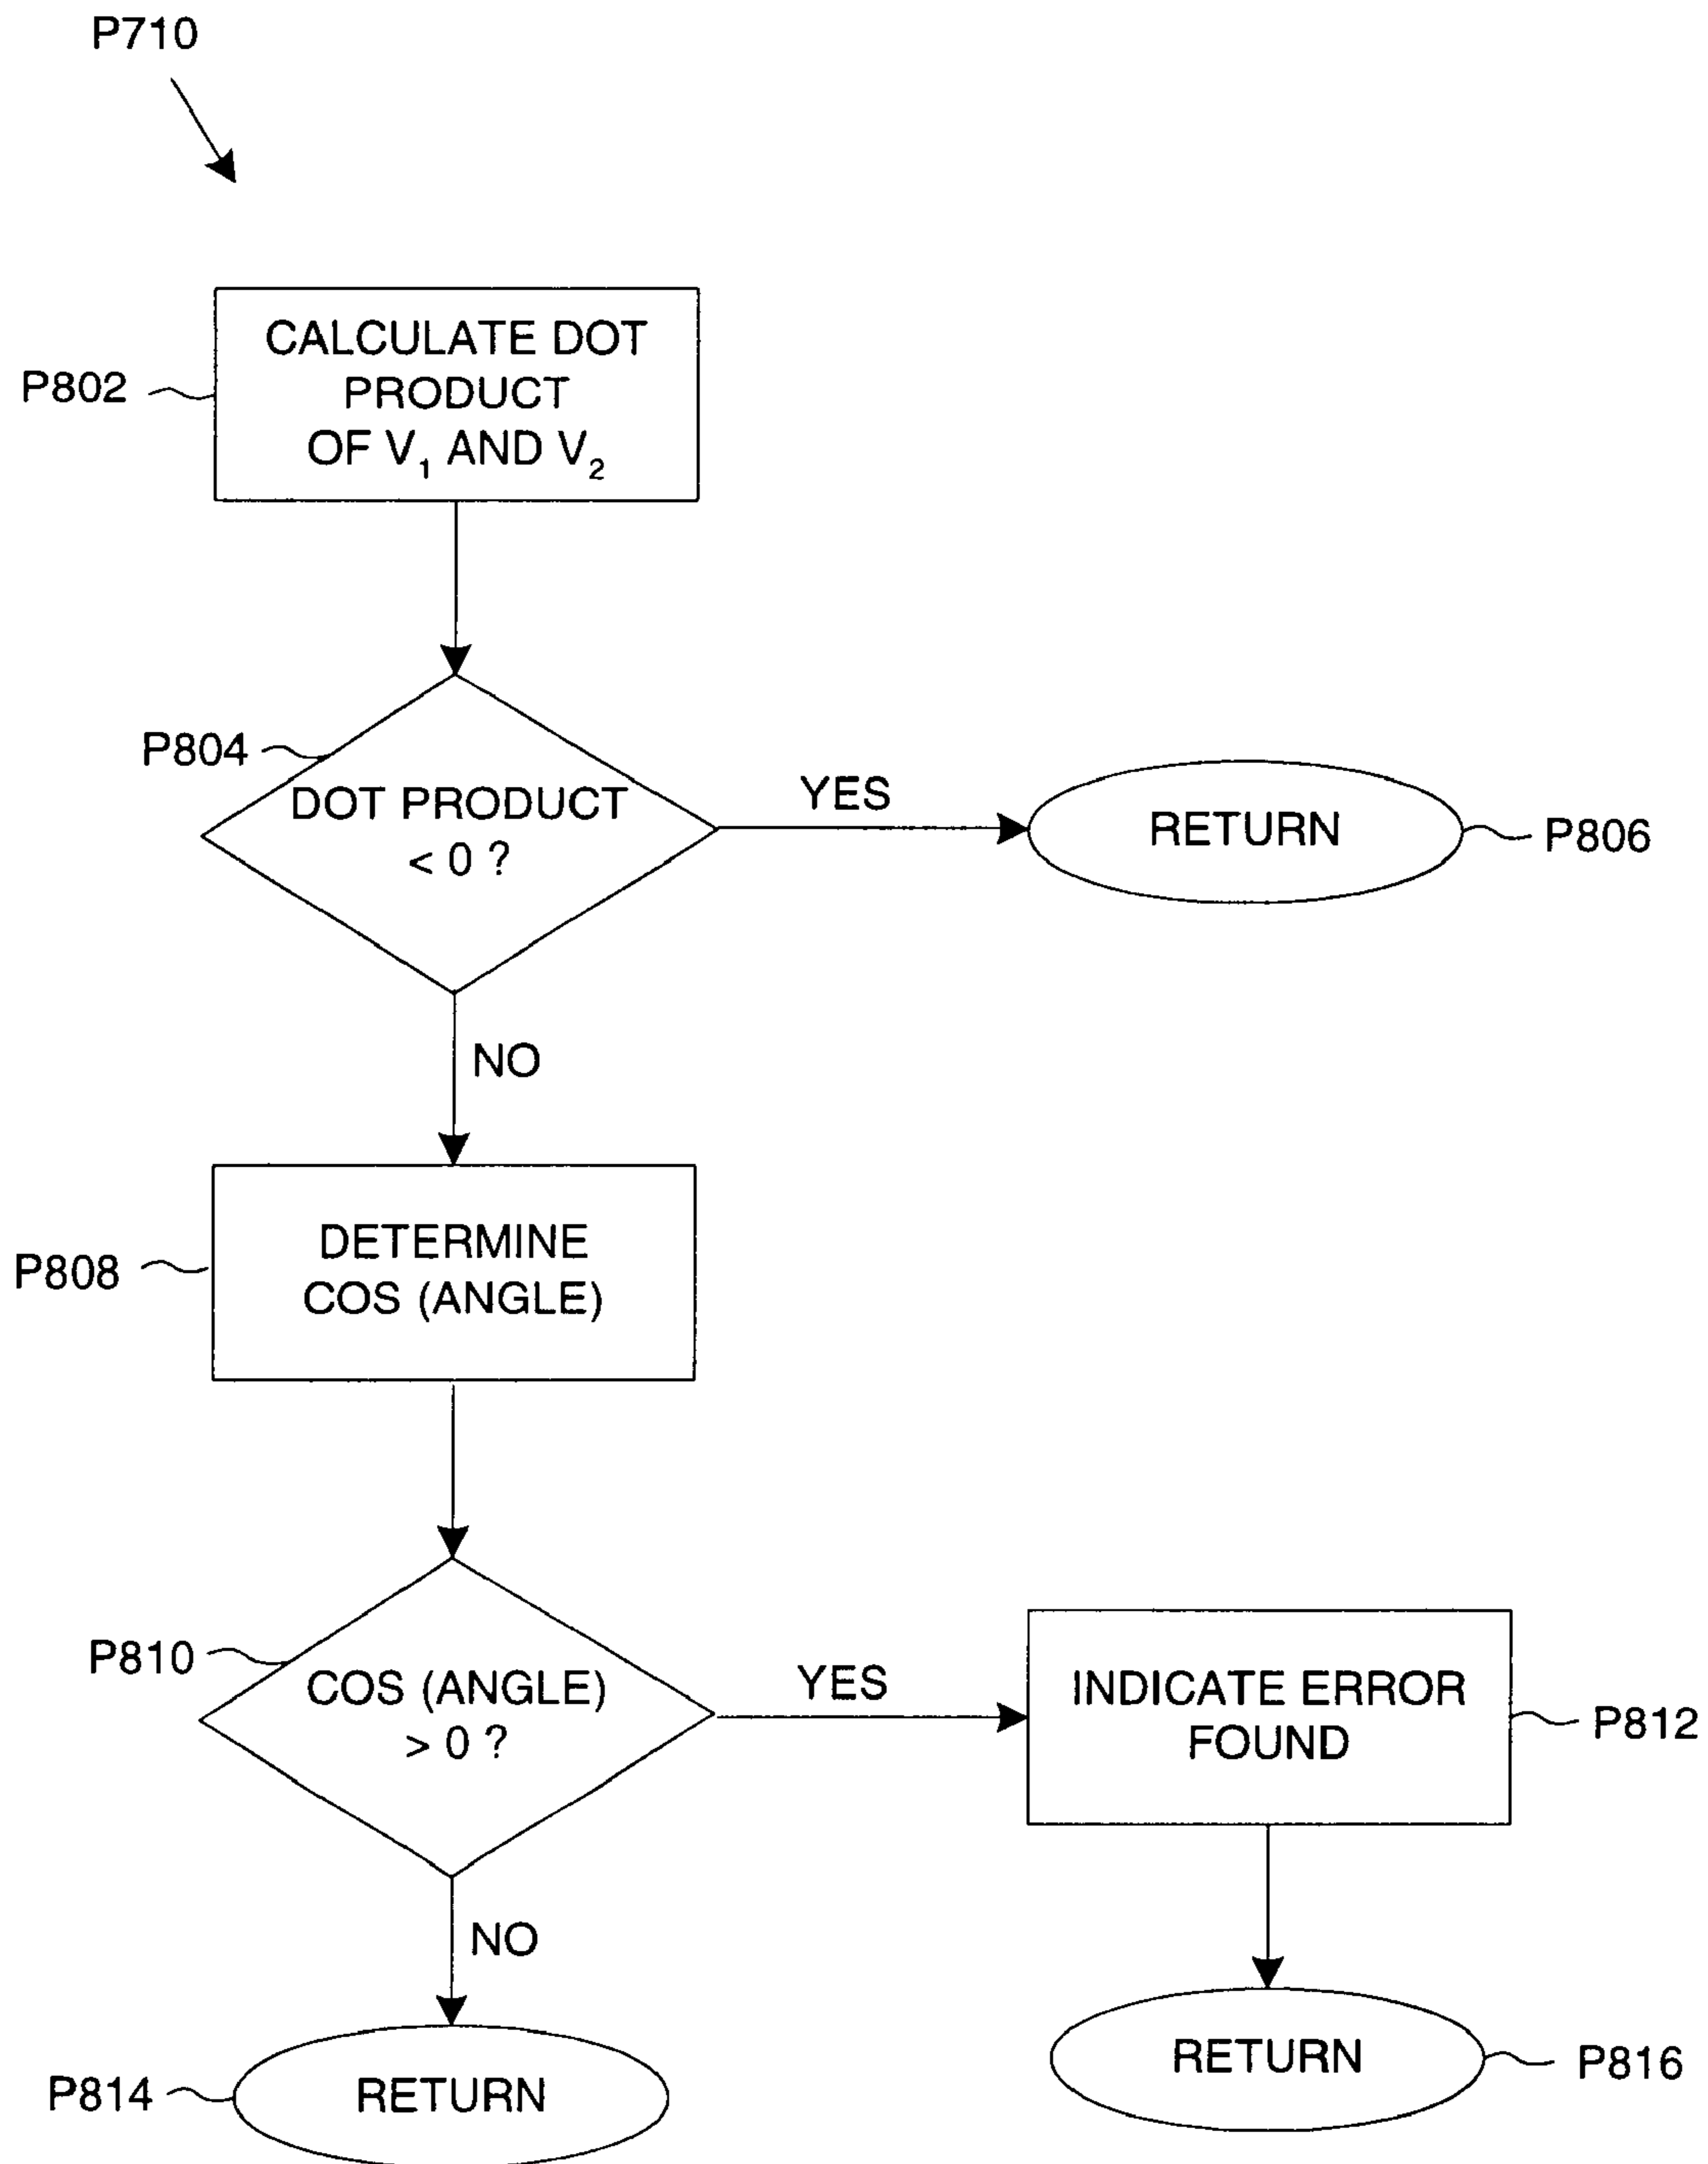 P710
P802
CALCULATE DOT
PRODUCT
OF V₁ AND V₂
P804
DOT PRODUCT
< 0 ?
YES
RETURN
P806
NO
P808
DETERMINE
COS (ANGLE)
P810
COS (ANGLE)
> 0 ?
YES
INDICATE ERROR
FOUND
P812
NO
P814
RETURN
RETURN
P816